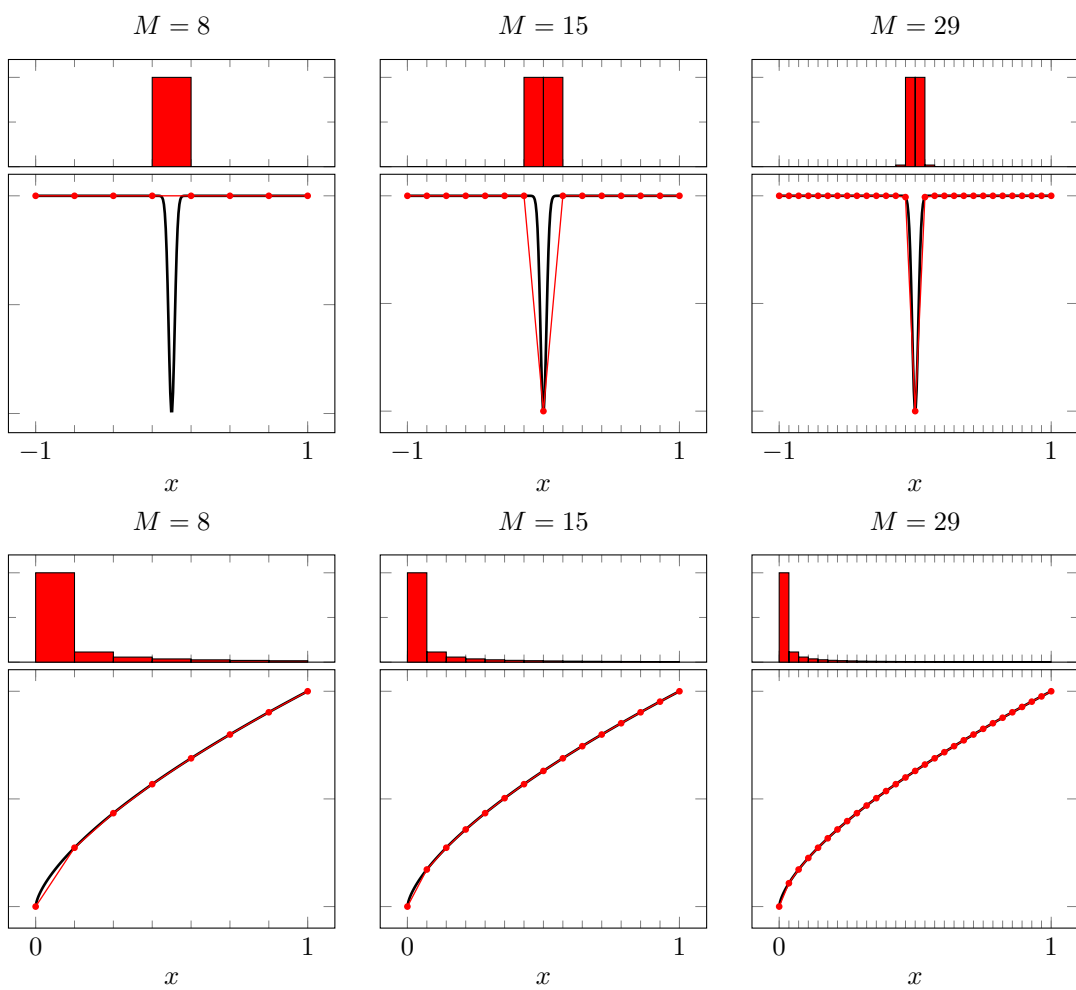 M = 8 M = 15 M = 29
−1 1 −1 1 −1 1
x x x
M = 8 M = 15 M = 29
0 1 0 1 0 1
x x x